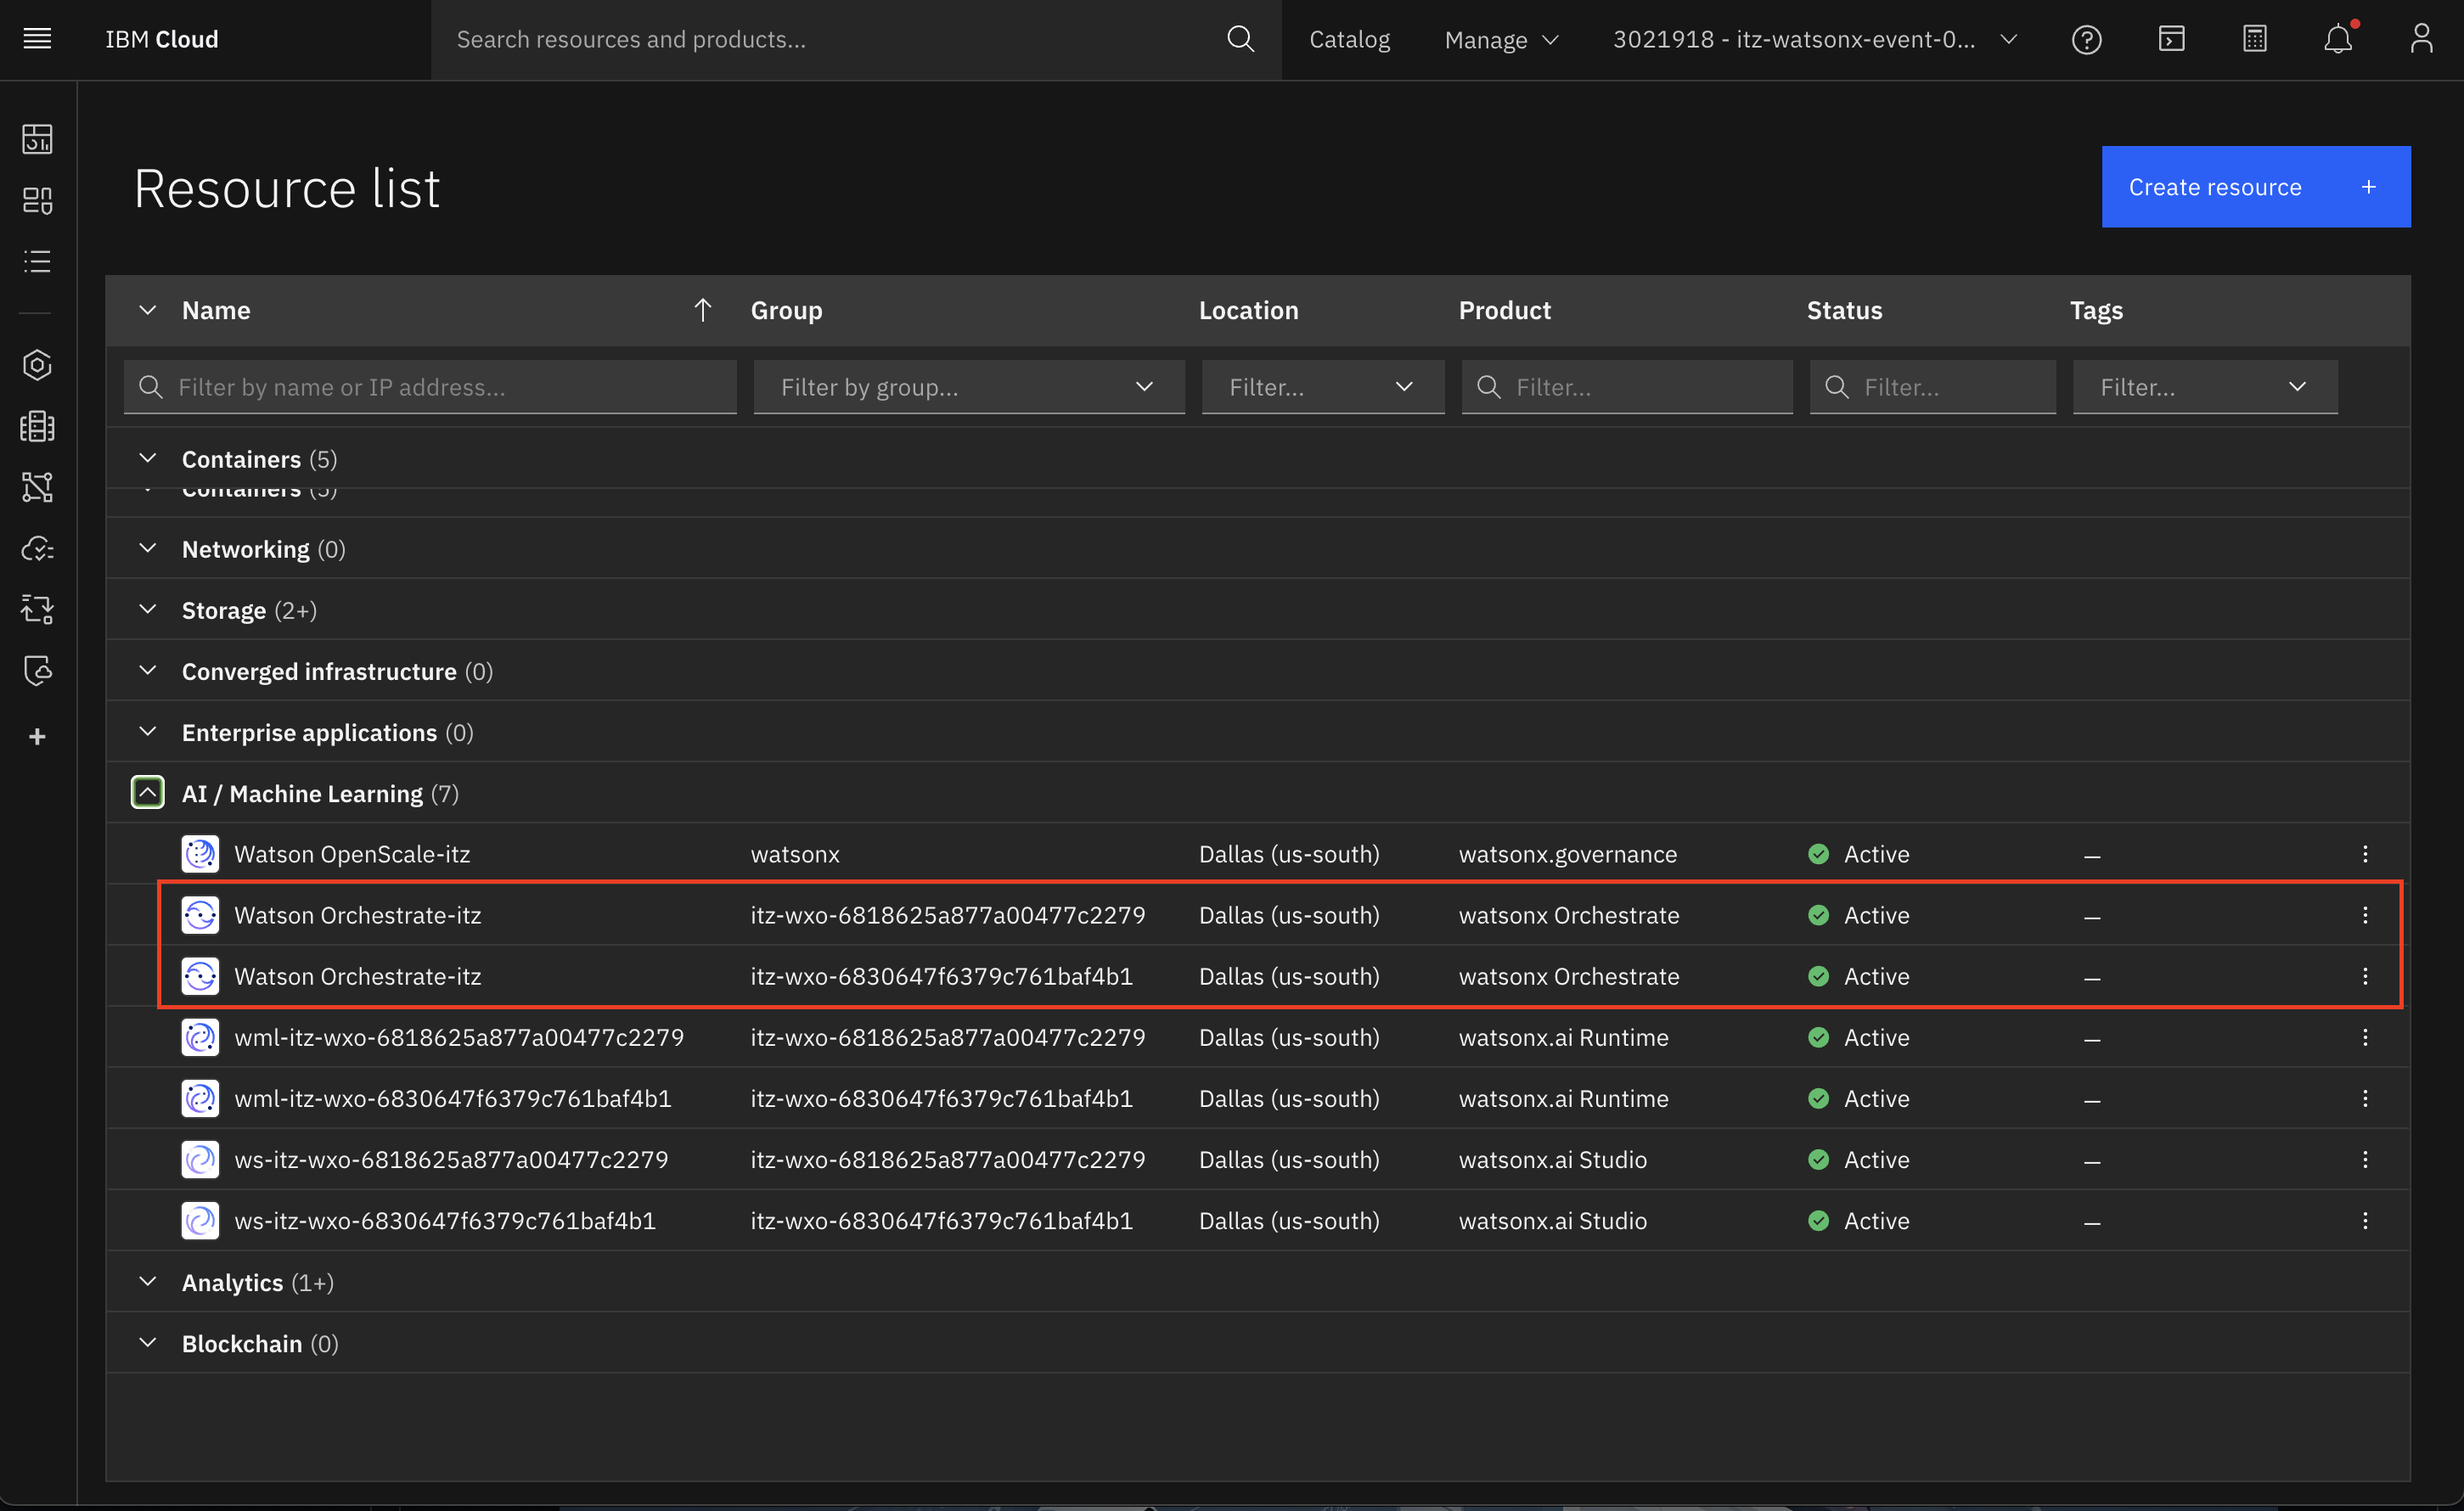 IBM Cloud
Search resources and products...
Catalog
Manage
3021918 - itz-watsonx-event-0...
Resource list
Create resource +
Name Group Location Product Status Tags
Filter by name or IP address... Filter by group... Filter... Filter... Filter... Filter...
Containers (5)
Containers (5)
Networking (0)
Storage (2+)
Converged infrastructure (0)
Enterprise applications (0)
AI / Machine Learning (7)
Watson OpenScale-itz watsonx Dallas (us-south) watsonx.governance Active –
Watson Orchestrate-itz itz-wxo-6818625a877a00477c2279 Dallas (us-south) watsonx Orchestrate Active –
Watson Orchestrate-itz itz-wxo-6830647f6379c761baf4b1 Dallas (us-south) watsonx Orchestrate Active –
wml-itz-wxo-6818625a877a00477c2279 itz-wxo-6818625a877a00477c2279 Dallas (us-south) watsonx.ai Runtime Active –
wml-itz-wxo-6830647f6379c761baf4b1 itz-wxo-6830647f6379c761baf4b1 Dallas (us-south) watsonx.ai Runtime Active –
ws-itz-wxo-6818625a877a00477c2279 itz-wxo-6818625a877a00477c2279 Dallas (us-south) watsonx.ai Studio Active –
ws-itz-wxo-6830647f6379c761baf4b1 itz-wxo-6830647f6379c761baf4b1 Dallas (us-south) watsonx.ai Studio Active –
Analytics (1+)
Blockchain (0)